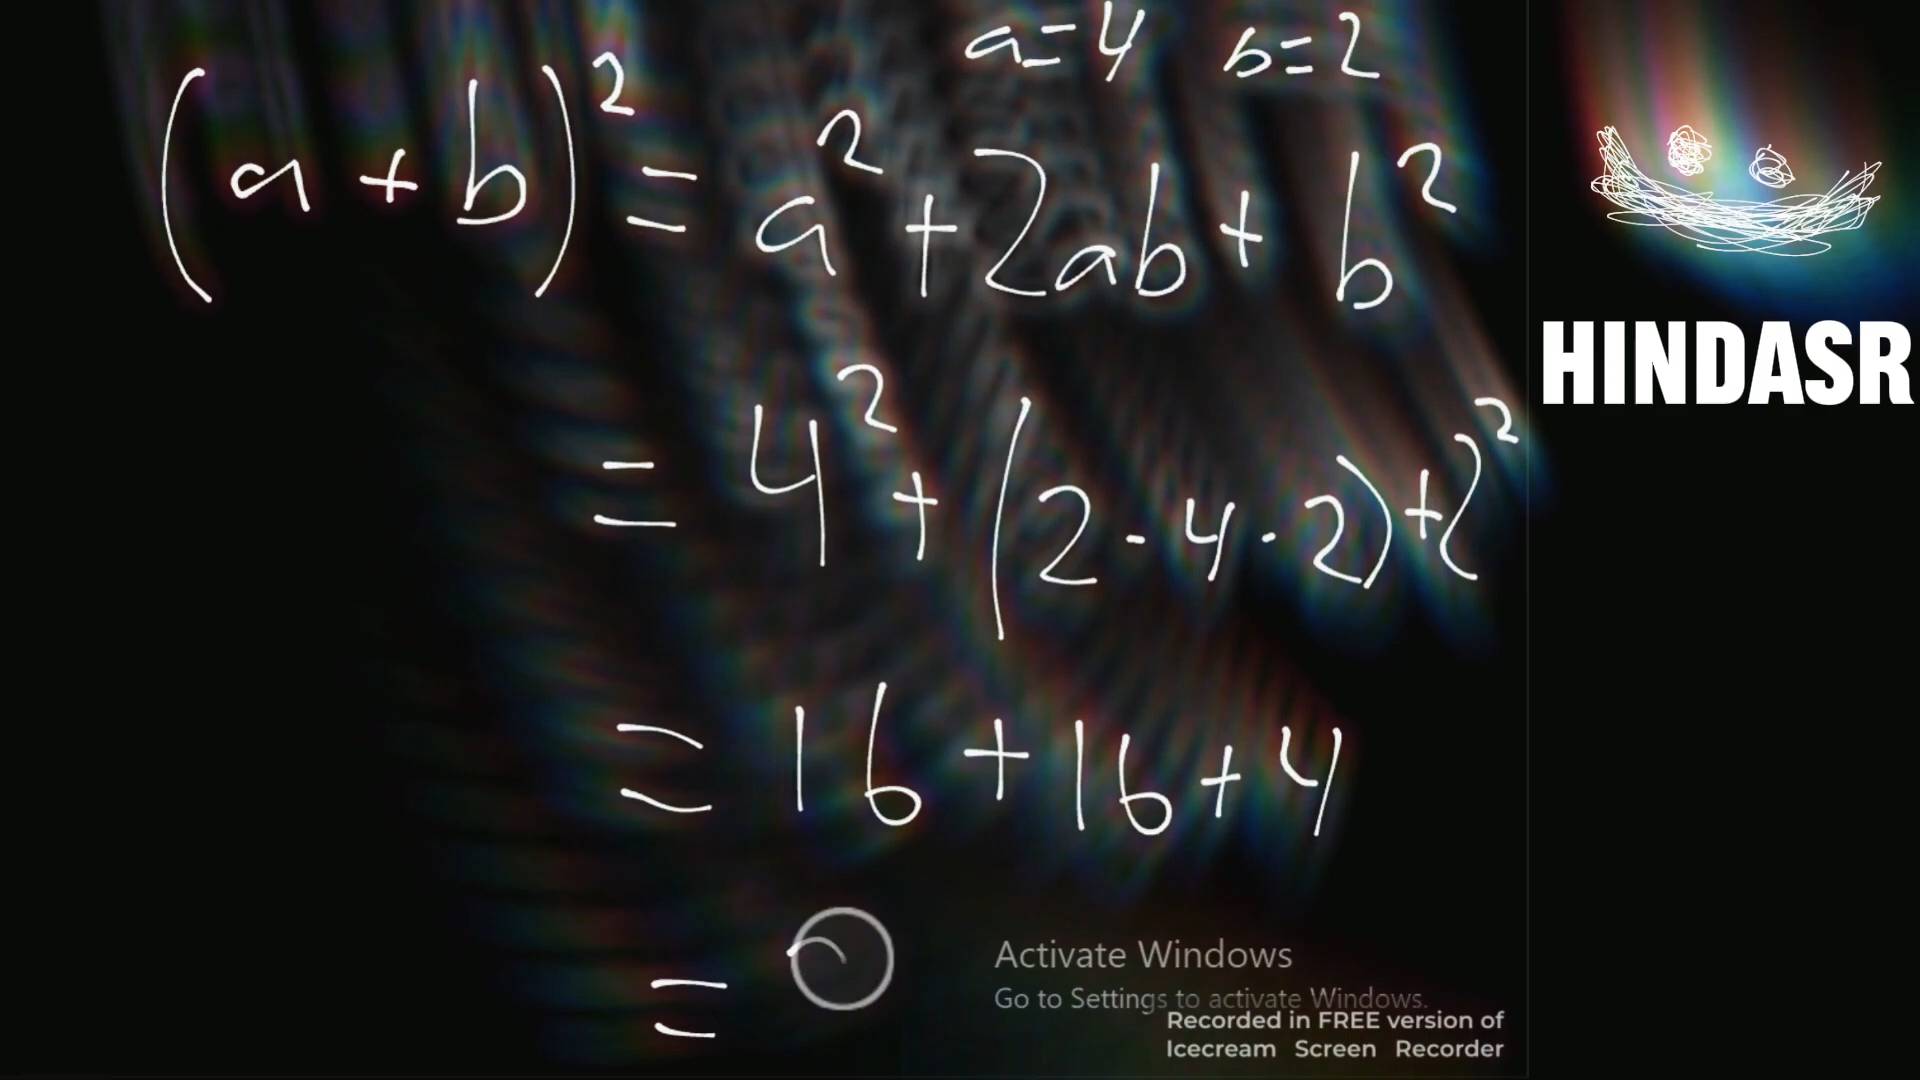 a=4 b=2
(a+b)² = a² + 2ab + b²
= 4² + (2·4·2)+2²
= 16 + 16 + 4
=
HINDASR
Activate Windows
Go to Settings to activate Windows.
Recorded in FREE version of
Icecream Screen Recorder